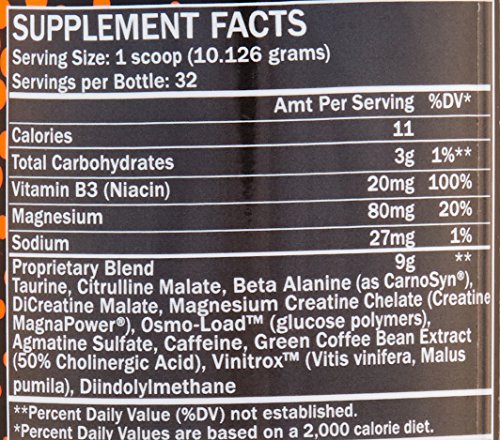 SUPPLEMENT FACTS
Serving Size: 1 scoop (10.126 grams)
Servings per Bottle: 32
Amt Per Serving %DV*
Calories 11
Total Carbohydrates 3g 1%**
Vitamin B3 (Niacin) 20mg 100%
Magnesium 80mg 20%
Sodium 27mg 1%
Proprietary Blend 9g **
Taurine, Citrulline Malate, Beta Alanine (as CarnoSyn®),
DiCreatine Malate, Magnesium Creatine Chelate (Creatine
MagnaPower®), Osmo-Load™ (glucose polymers),
Agmatine Sulfate, Caffeine, Green Coffee Bean Extract
(50% Cholinergic Acid), Vinitrox™ (Vitis vinifera, Malus
pumila), Diindolylmethane
**Percent Daily Value (%DV) not established.
*Percent Daily Values are based on a 2,000 calorie diet.